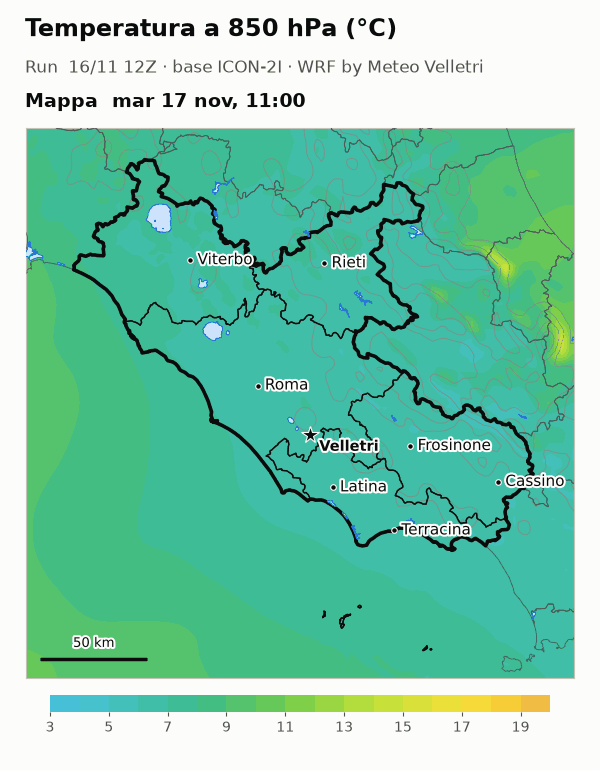 Temperatura a 850 hPa (°C)
Run  16/11 12Z · base ICON-2I · WRF by Meteo Velletri
Mappa  mar 17 nov, 11:00
Viterbo
Rieti
Roma
Velletri
Frosinone
Latina
Cassino
Terracina
50 km
3 5 7 9 11 13 15 17 19